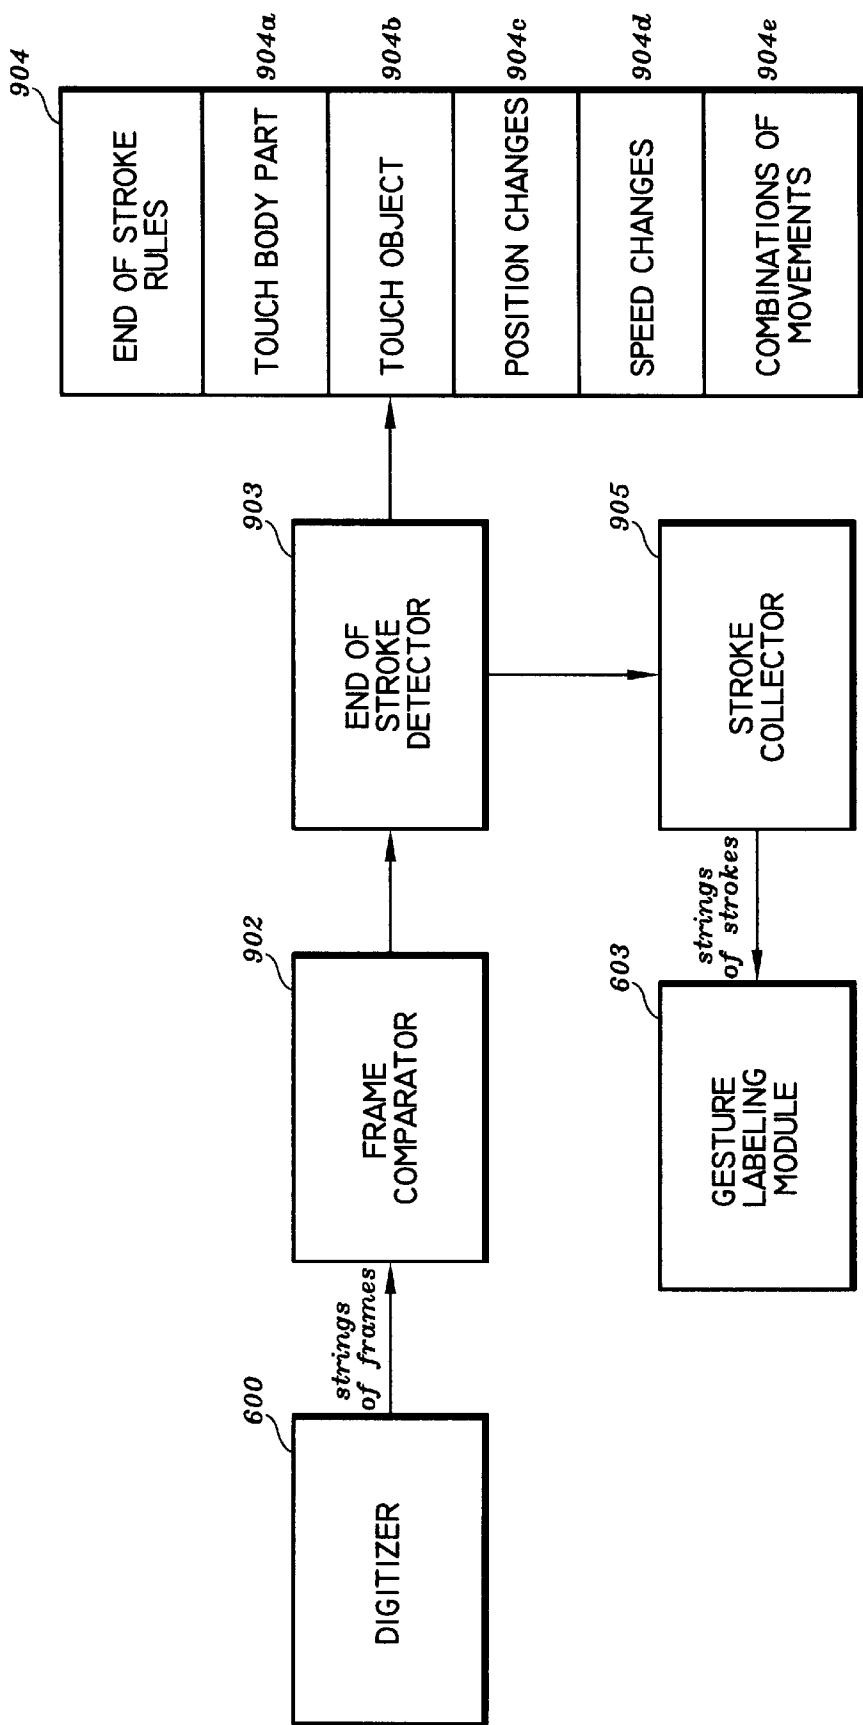 600
DIGITIZER
strings
of frames
902
FRAME
COMPARATOR
903
END OF
STROKE
DETECTOR
904
END OF STROKE
RULES
TOUCH BODY PART
904a
TOUCH OBJECT
904b
POSITION CHANGES
904c
SPEED CHANGES
904d
COMBINATIONS OF
MOVEMENTS
904e
905
STROKE
COLLECTOR
strings
of strokes
603
GESTURE
LABELING
MODULE